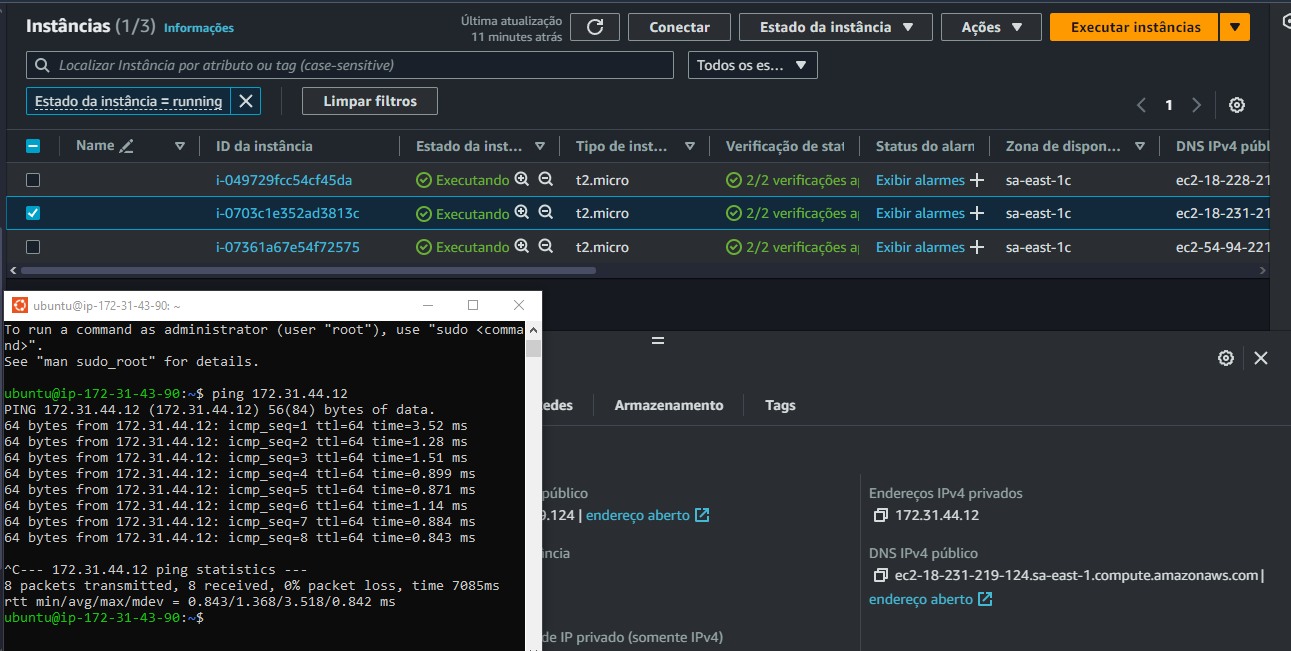 Instâncias (1/3) Informações
Última atualização
11 minutes atrás
Conectar
Estado da instância
Ações
Executar instâncias
Localizar Instância por atributo ou tag (case-sensitive)
Todos os es...
Estado da instância = running
Limpar filtros
1
Name ID da instância Estado da inst... Tipo de inst... Verificação de stat Status do alarn Zona de dispon... DNS IPv4 públ
i-049729fcc54cf45da Executando t2.micro 2/2 verificações a Exibir alarmes sa-east-1c ec2-18-228-21
i-0703c1e352ad3813c Executando t2.micro 2/2 verificações a Exibir alarmes sa-east-1c ec2-18-231-21
i-07361a67e54f72575 Executando t2.micro 2/2 verificações a Exibir alarmes sa-east-1c ec2-54-94-221
ubuntu@ip-172-31-43-90: ~
To run a command as administrator (user "root"), use "sudo <comma
nd>".
See "man sudo_root" for details.
ubuntu@ip-172-31-43-90:~$ ping 172.31.44.12
PING 172.31.44.12 (172.31.44.12) 56(84) bytes of data.
64 bytes from 172.31.44.12: icmp_seq=1 ttl=64 time=3.52 ms
64 bytes from 172.31.44.12: icmp_seq=2 ttl=64 time=1.28 ms
64 bytes from 172.31.44.12: icmp_seq=3 ttl=64 time=1.51 ms
64 bytes from 172.31.44.12: icmp_seq=4 ttl=64 time=0.899 ms
64 bytes from 172.31.44.12: icmp_seq=5 ttl=64 time=0.871 ms
64 bytes from 172.31.44.12: icmp_seq=6 ttl=64 time=1.14 ms
64 bytes from 172.31.44.12: icmp_seq=7 ttl=64 time=0.884 ms
64 bytes from 172.31.44.12: icmp_seq=8 ttl=64 time=0.843 ms
^C--- 172.31.44.12 ping statistics ---
8 packets transmitted, 8 received, 0% packet loss, time 7085ms
rtt min/avg/max/mdev = 0.843/1.368/3.518/0.842 ms
ubuntu@ip-172-31-43-90:~$
edes
Armazenamento
Tags
público
9.124 | endereço aberto
ância
de IP privado (somente IPv4)
Endereços IPv4 privados
172.31.44.12
DNS IPv4 público
ec2-18-231-219-124.sa-east-1.compute.amazonaws.com |
endereço aberto